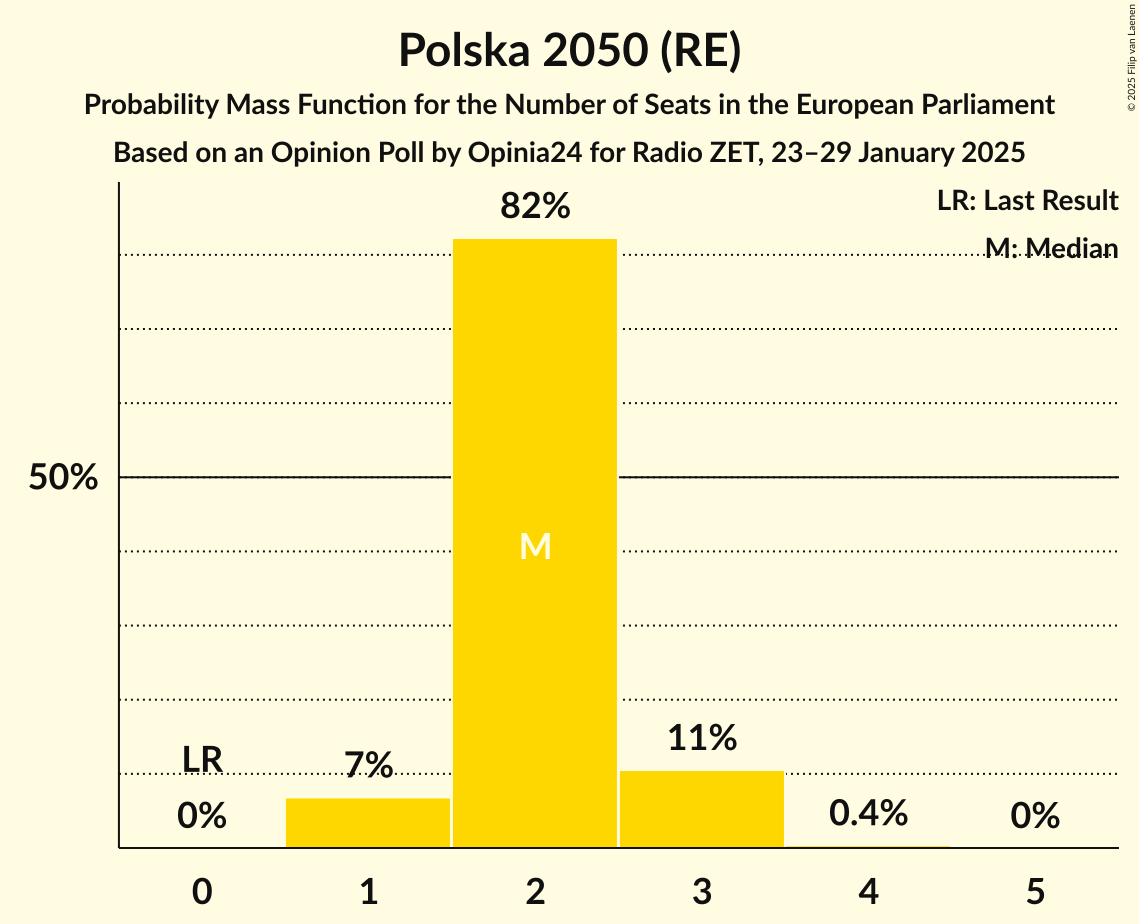 Polska 2050 (RE)
Probability Mass Function for the Number of Seats in the European Parliament
Based on an Opinion Poll by Opinia24 for Radio ZET, 23–29 January 2025
© 2025 Filip van Laenen
LR: Last Result
M: Median
82%
50%
M
LR
0%
7%
11%
0.4%
0%
0 1 2 3 4 5